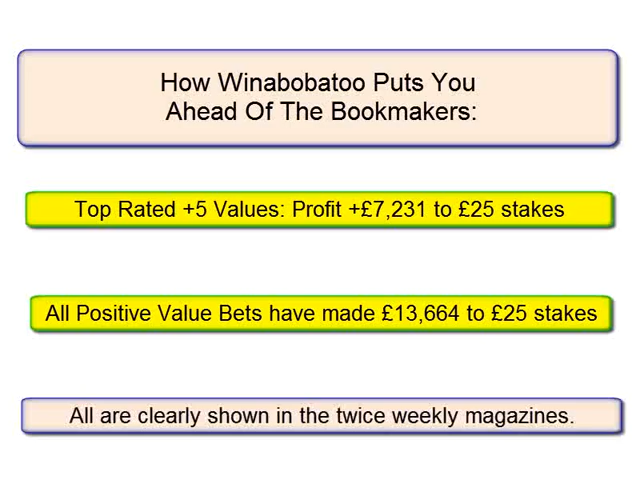 How Winabobatoo Puts You
Ahead Of The Bookmakers:
Top Rated +5 Values: Profit +£7,231 to £25 stakes
All Positive Value Bets have made £13,664 to £25 stakes
All are clearly shown in the twice weekly magazines.